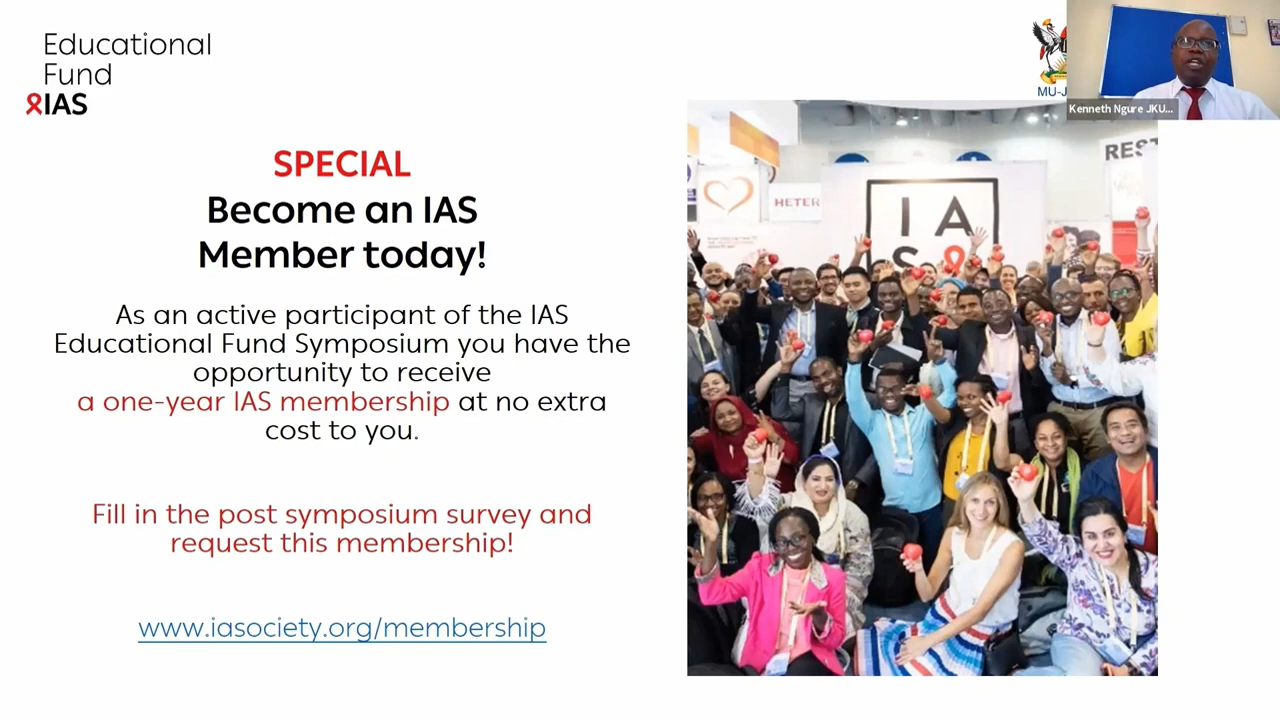 Educational
Fund
IAS
SPECIAL
Become an IAS
Member today!
As an active participant of the IAS
Educational Fund Symposium you have the
opportunity to receive
a one-year IAS membership at no extra
cost to you.
Fill in the post symposium survey and
request this membership!
www.iasociety.org/membership
Kenneth Ngure JKU...
HETER
I A
S